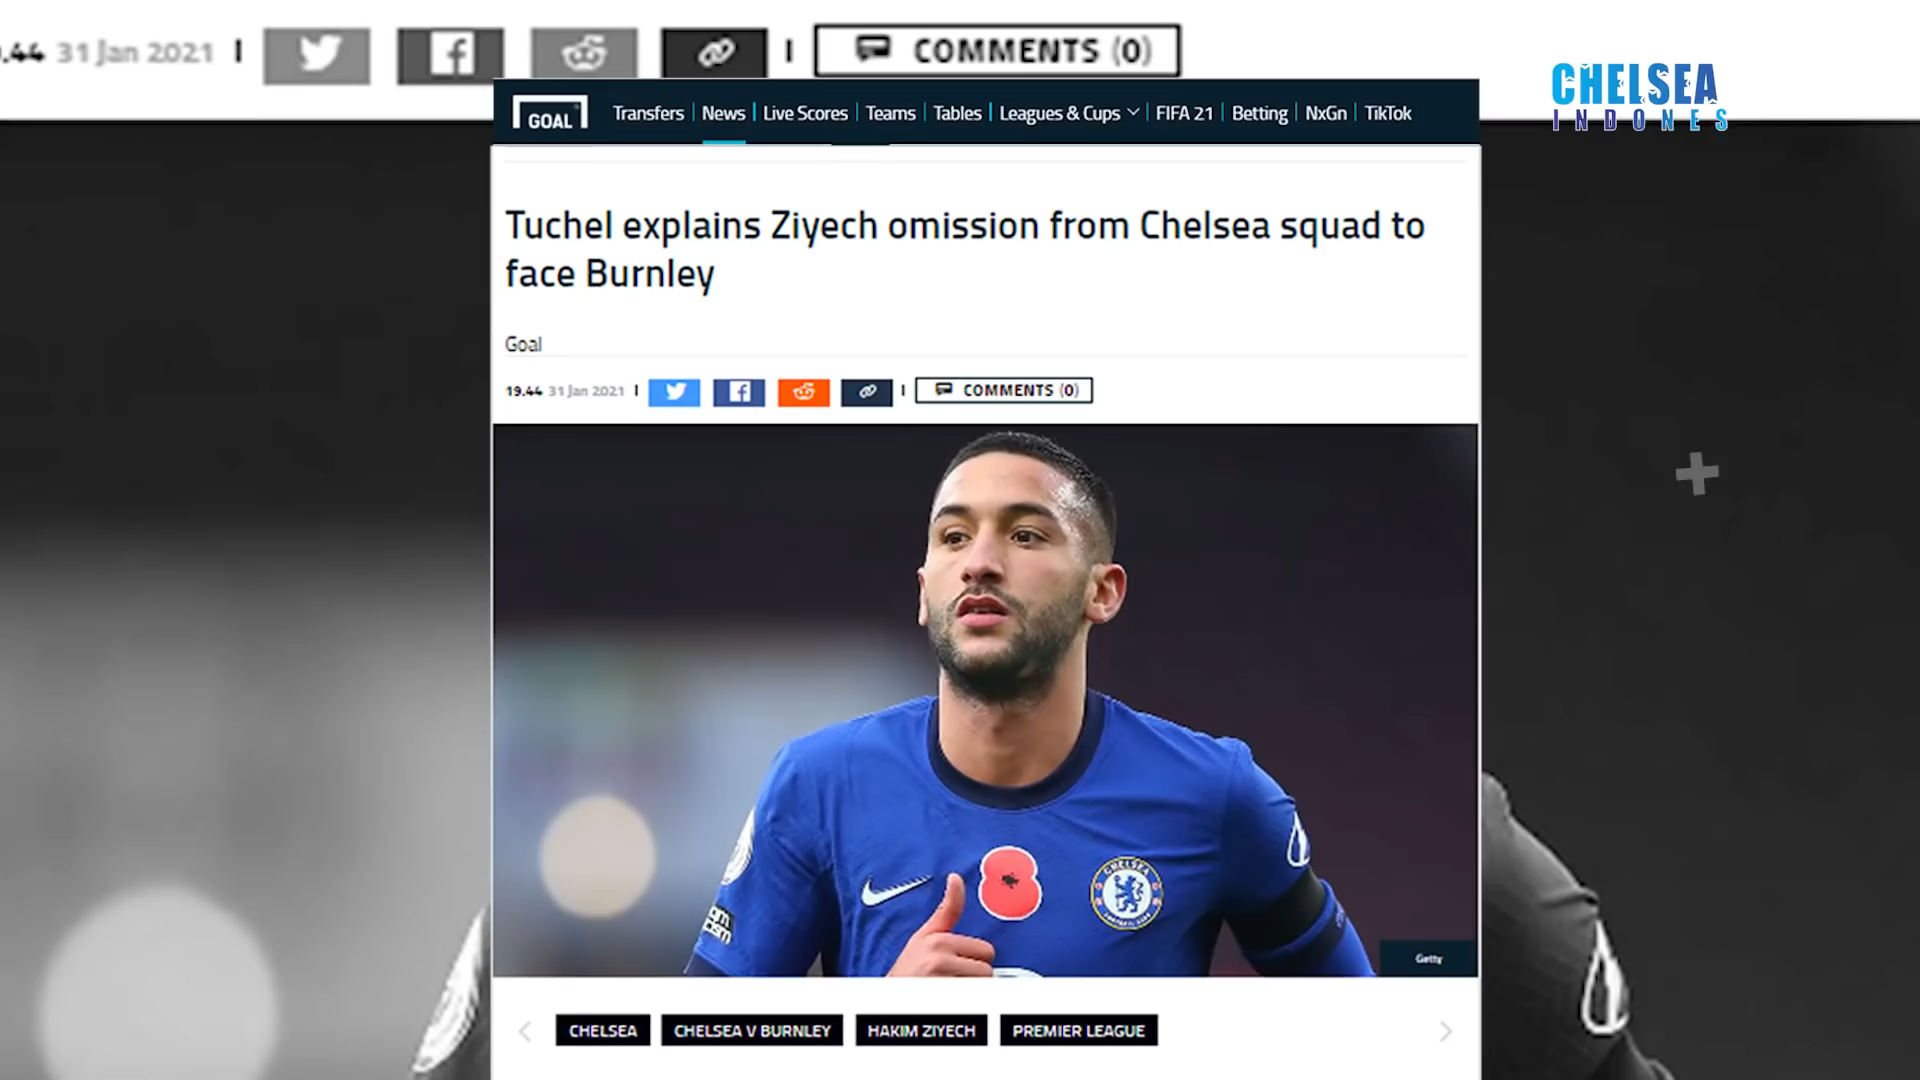 .44 31 Jan 2021 | | COMMENTS (0)
CHELSEA
INDONES
GOAL Transfers News Live Scores Teams Tables Leagues & Cups FIFA 21 Betting NxGn TikTok
Tuchel explains Ziyech omission from Chelsea squad to
face Burnley
Goal
19.44 31 Jan 2021 | | COMMENTS (0)
CHELSEA
Getty
CHELSEA CHELSEA V BURNLEY HAKIM ZIYECH PREMIER LEAGUE